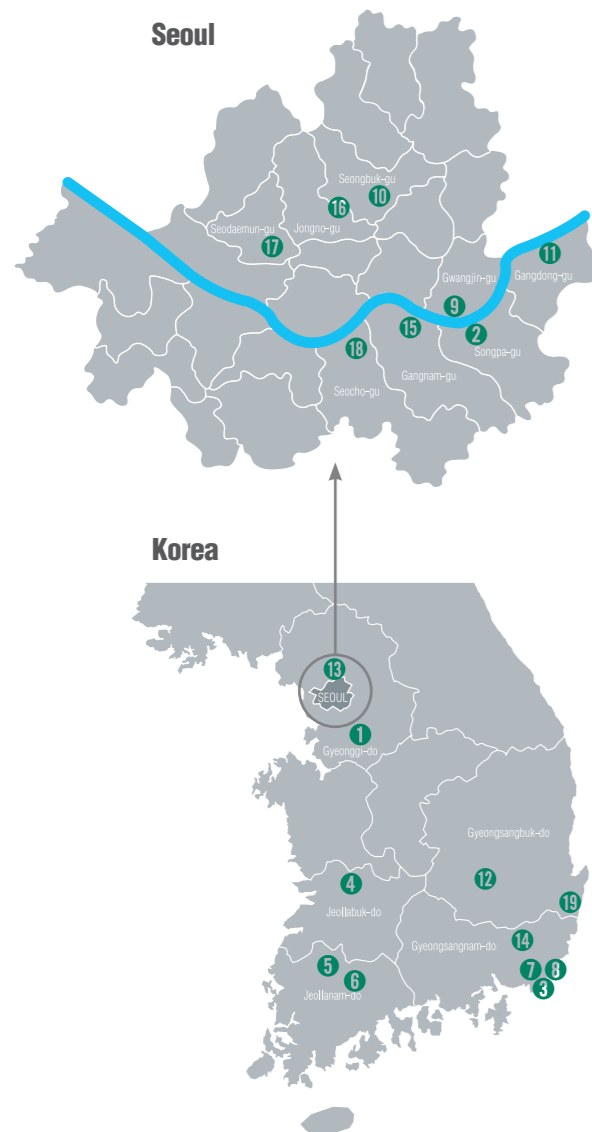 Seoul
Seongbuk-gu
10
16
Seodaemun-gu
Jongno-gu
17
11
Gwangjin-gu
Gangdong-gu
9
15
2
18
Songpa-gu
Gangnam-gu
Seocho-gu
Korea
13
SEOUL
1
Gyeonggi-do
Gyeongsangbuk-do
12
4
19
Jeollabuk-do
14
Gyeongsangnam-do
5
7
8
6
3
Jeollanam-do